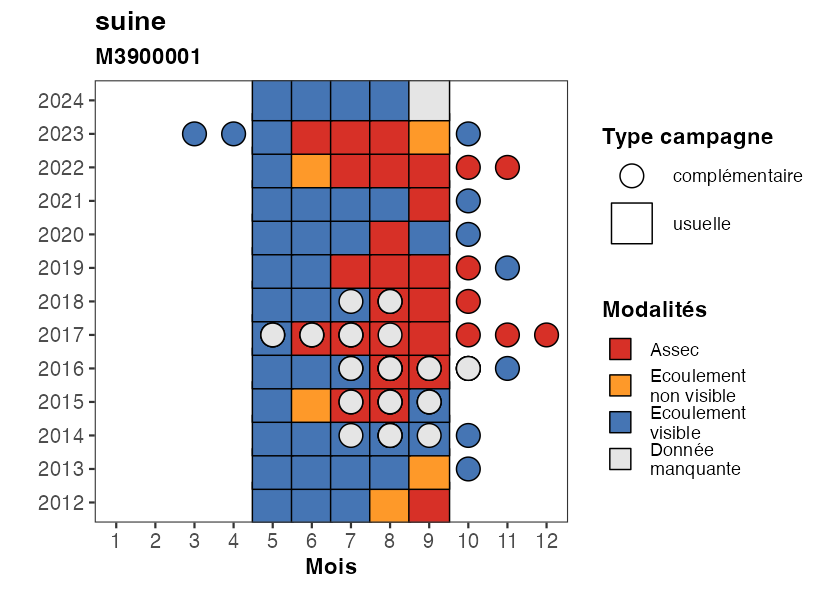 suine
M3900001
2024
2023
2022
2021
2020
2019
2018
2017
2016
2015
2014
2013
2012
1 2 3 4 5 6 7 8 9 10 11 12
Mois
Type campagne
complémentaire
usuelle
Modalités
Assec
Ecoulement
non visible
Ecoulement
visible
Donnée
manquante